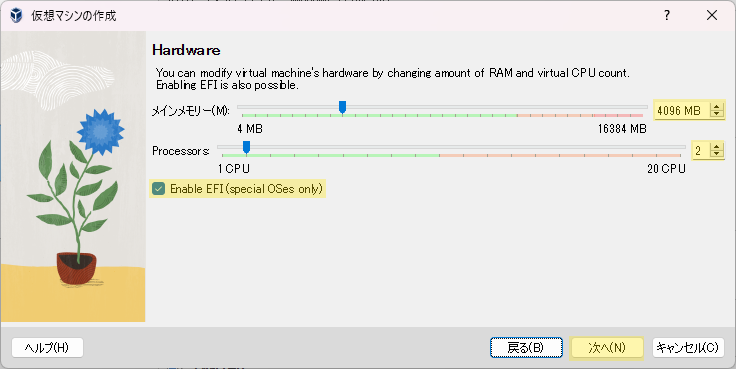 仮想マシンの作成
Hardware
You can modify virtual machine's hardware by changing amount of RAM and virtual CPU count.
Enabling EFI is also possible.
メインメモリー(M):
4096 MB
4 MB
16384 MB
Processors:
2
1 CPU
20 CPU
Enable EFI (special OSes only)
ヘルプ(H)
戻る(B)
次へ(N)
キャンセル(C)